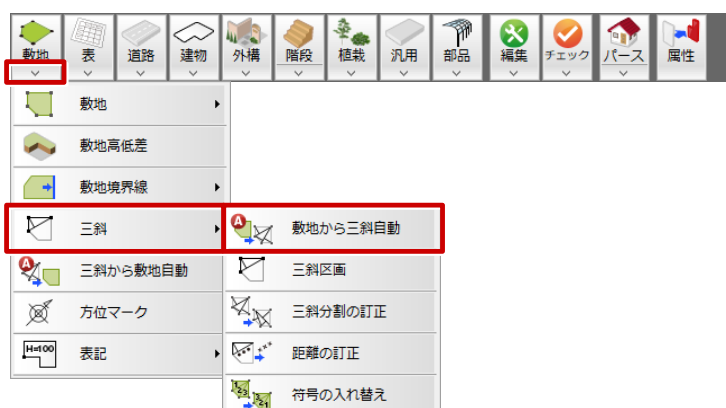 敷地 表 道路 建物 外構 階段 植栽 汎用 部品 編集 チェック パース 属性
敷地
敷地高低差
敷地境界線
三斜
三斜から敷地自動
方位マーク
H=100
表記
A 敷地から三斜自動
三斜区画
三斜分割の訂正
距離の訂正
符号の入れ替え